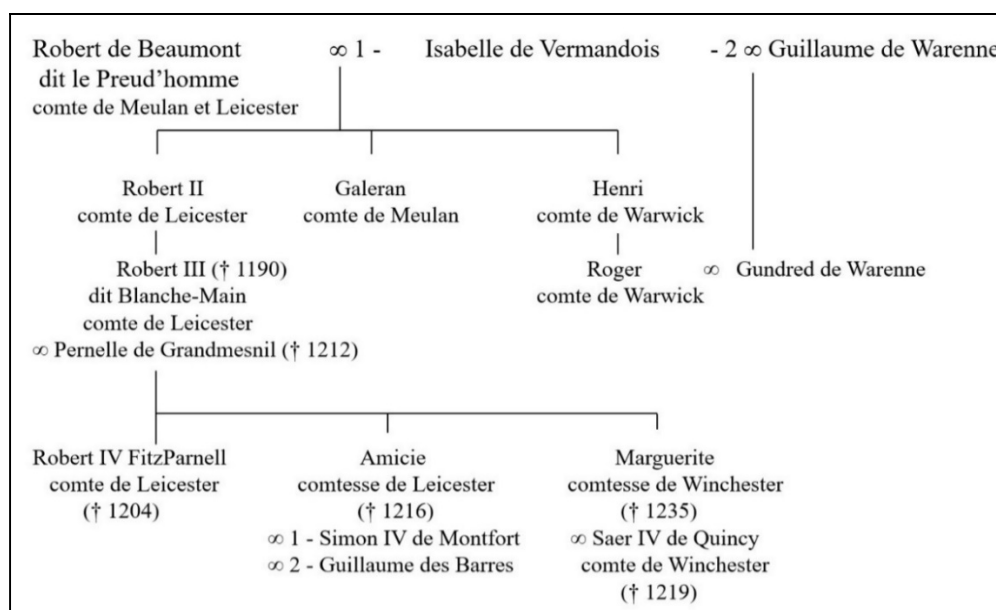 Robert de Beaumont ∞ 1 - Isabelle de Vermandois - 2 ∞ Guillaume de Warenne
dit le Preud’homme
comte de Meulan et Leicester
Robert II Galeran Henri
comte de Leicester comte de Meulan comte de Warwick
Robert III († 1190) Roger ∞ Gundred de Warenne
dit Blanche-Main comte de Warwick
comte de Leicester
∞ Pernelle de Grandmesnil († 1212)
Robert IV FitzParnell Amicie Marguerite
comte de Leicester comtesse de Leicester comtesse de Winchester
(† 1204) († 1216) († 1235)
∞ 1 - Simon IV de Montfort ∞ Saer IV de Quincy
∞ 2 - Guillaume des Barres comte de Winchester
(† 1219)